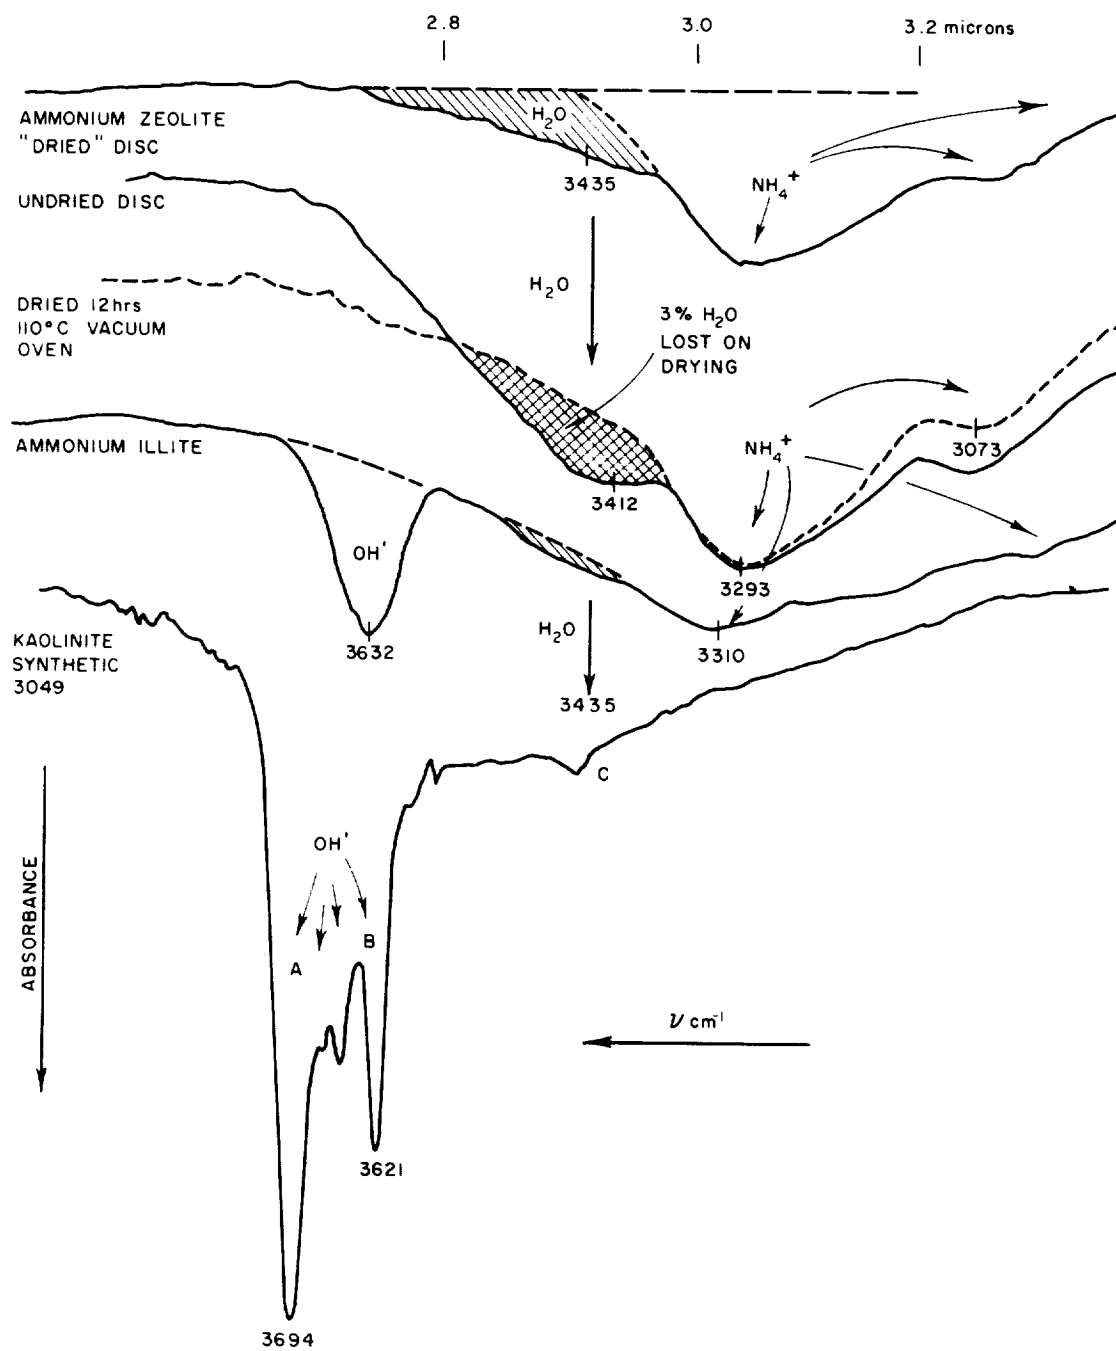 2.8
3.0
3.2 microns
AMMONIUM ZEOLITE
"DRIED" DISC
H₂O
3435
NH₄⁺
UNDRIED DISC
H₂O
DRIED 12hrs
110°C VACUUM
OVEN
3% H₂O
LOST ON
DRYING
3412
NH₄⁺
3073
3293
AMMONIUM ILLITE
OH'
3632
H₂O
3310
3435
KAOLINITE
SYNTHETIC
3049
C
ABSORBANCE
OH'
A
B
ν cm⁻¹
3621
3694